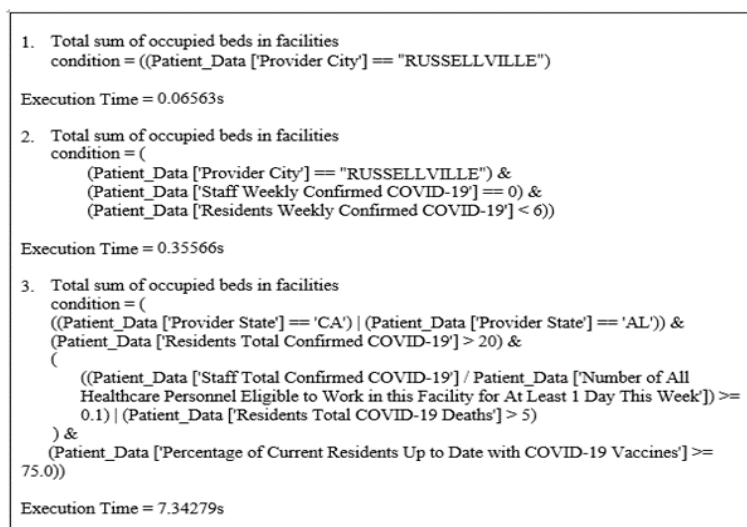 1. Total sum of occupied beds in facilities
condition = ((Patient_Data ['Provider City'] == "RUSSELLVILLE")
Execution Time = 0.06563s
2. Total sum of occupied beds in facilities
condition = (
(Patient_Data ['Provider City'] == "RUSSELLVILLE") &
(Patient_Data ['Staff Weekly Confirmed COVID-19'] == 0) &
(Patient_Data ['Residents Weekly Confirmed COVID-19'] < 6))
Execution Time = 0.35566s
3. Total sum of occupied beds in facilities
condition = (
((Patient_Data ['Provider State'] == 'CA') | (Patient_Data ['Provider State'] == 'AL')) &
(Patient_Data ['Residents Total Confirmed COVID-19'] > 20) &
(
((Patient_Data ['Staff Total Confirmed COVID-19'] / Patient_Data ['Number of All
Healthcare Personnel Eligible to Work in this Facility for At Least 1 Day This Week']) >=
0.1) | (Patient_Data ['Residents Total COVID-19 Deaths'] > 5)
) &
(Patient_Data ['Percentage of Current Residents Up to Date with COVID-19 Vaccines'] >=
75.0))
Execution Time = 7.34279s